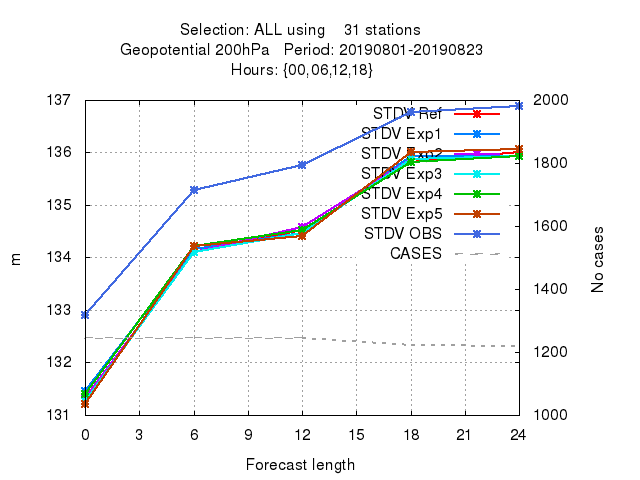 Selection: ALL using 31 stations
Geopotential 200hPa Period: 20190801-20190823
Hours: {00,06,12,18}
137
136
135
134
133
132
131
m
2000
1800
1600
1400
1200
1000
No cases
STDV Ref
STDV Exp1
STDV Exp2
STDV Exp3
STDV Exp4
STDV Exp5
STDV OBS
CASES
0 3 6 9 12 15 18 21 24
Forecast length